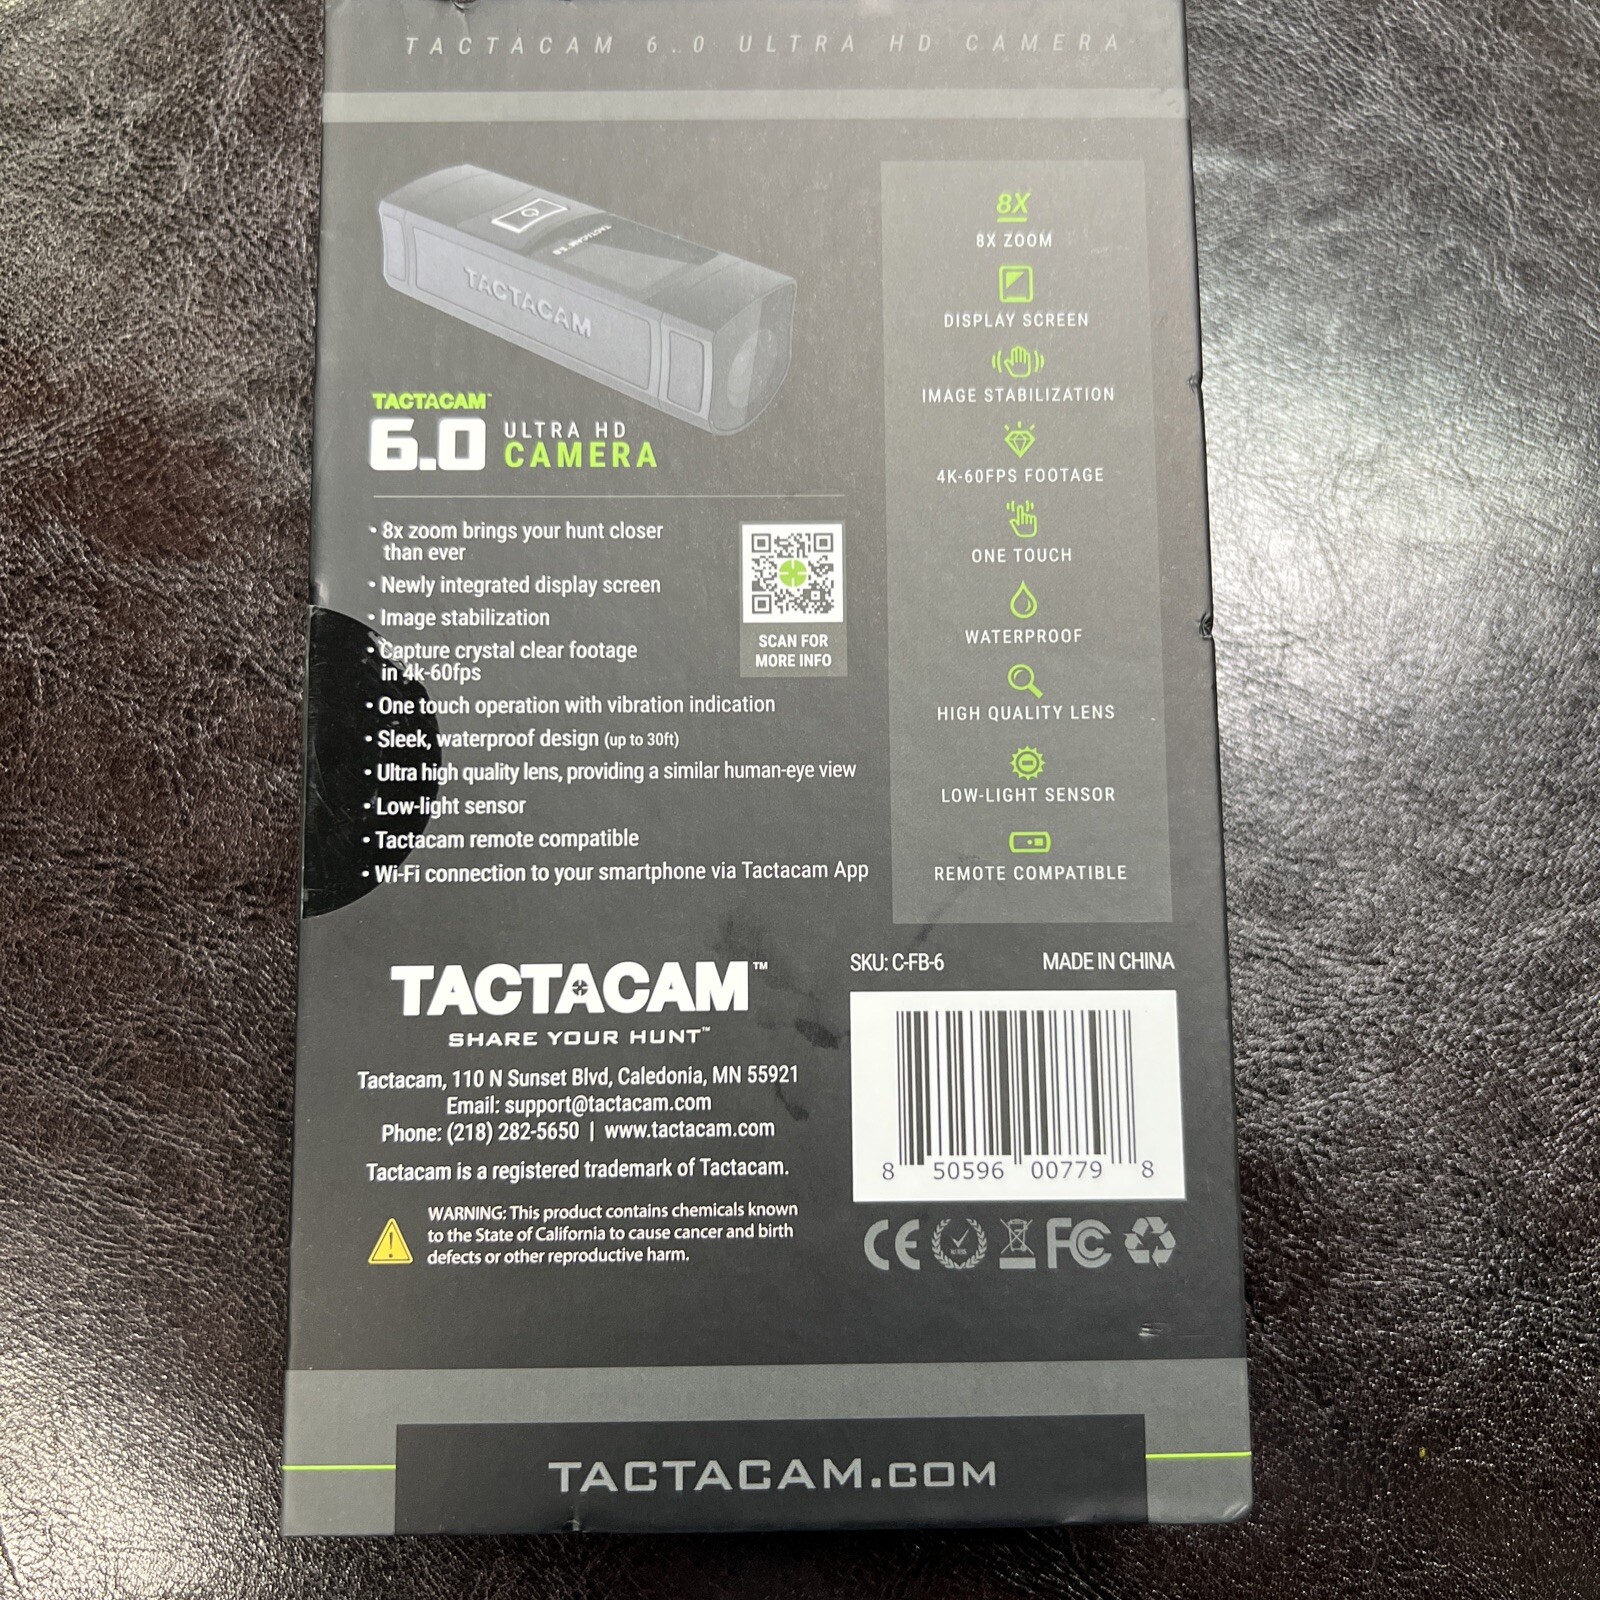 TACTACAM 6.0 ULTRA HD CAMERA
TACTACAM
TACTACAM 6.0
TACTACAM™
6.0 ULTRA HD
CAMERA
• 8x zoom brings your hunt closer
than ever
• Newly integrated display screen
• Image stabilization
• Capture crystal clear footage
in 4k-60fps
• One touch operation with vibration indication
• Sleek, waterproof design (up to 30ft)
• Ultra high quality lens, providing a similar human-eye view
• Low-light sensor
• Tactacam remote compatible
• Wi-Fi connection to your smartphone via Tactacam App
SCAN FOR
MORE INFO
8X
8X ZOOM
DISPLAY SCREEN
IMAGE STABILIZATION
4K-60FPS FOOTAGE
ONE TOUCH
WATERPROOF
HIGH QUALITY LENS
LOW-LIGHT SENSOR
REMOTE COMPATIBLE
TACTACAM™
SHARE YOUR HUNT™
Tactacam, 110 N Sunset Blvd, Caledonia, MN 55921
Email: support@tactacam.com
Phone: (218) 282-5650 | www.tactacam.com
Tactacam is a registered trademark of Tactacam.
WARNING: This product contains chemicals known
to the State of California to cause cancer and birth
defects or other reproductive harm.
SKU: C-FB-6 MADE IN CHINA
8 50596 00779 8
CE FC
TACTACAM.COM